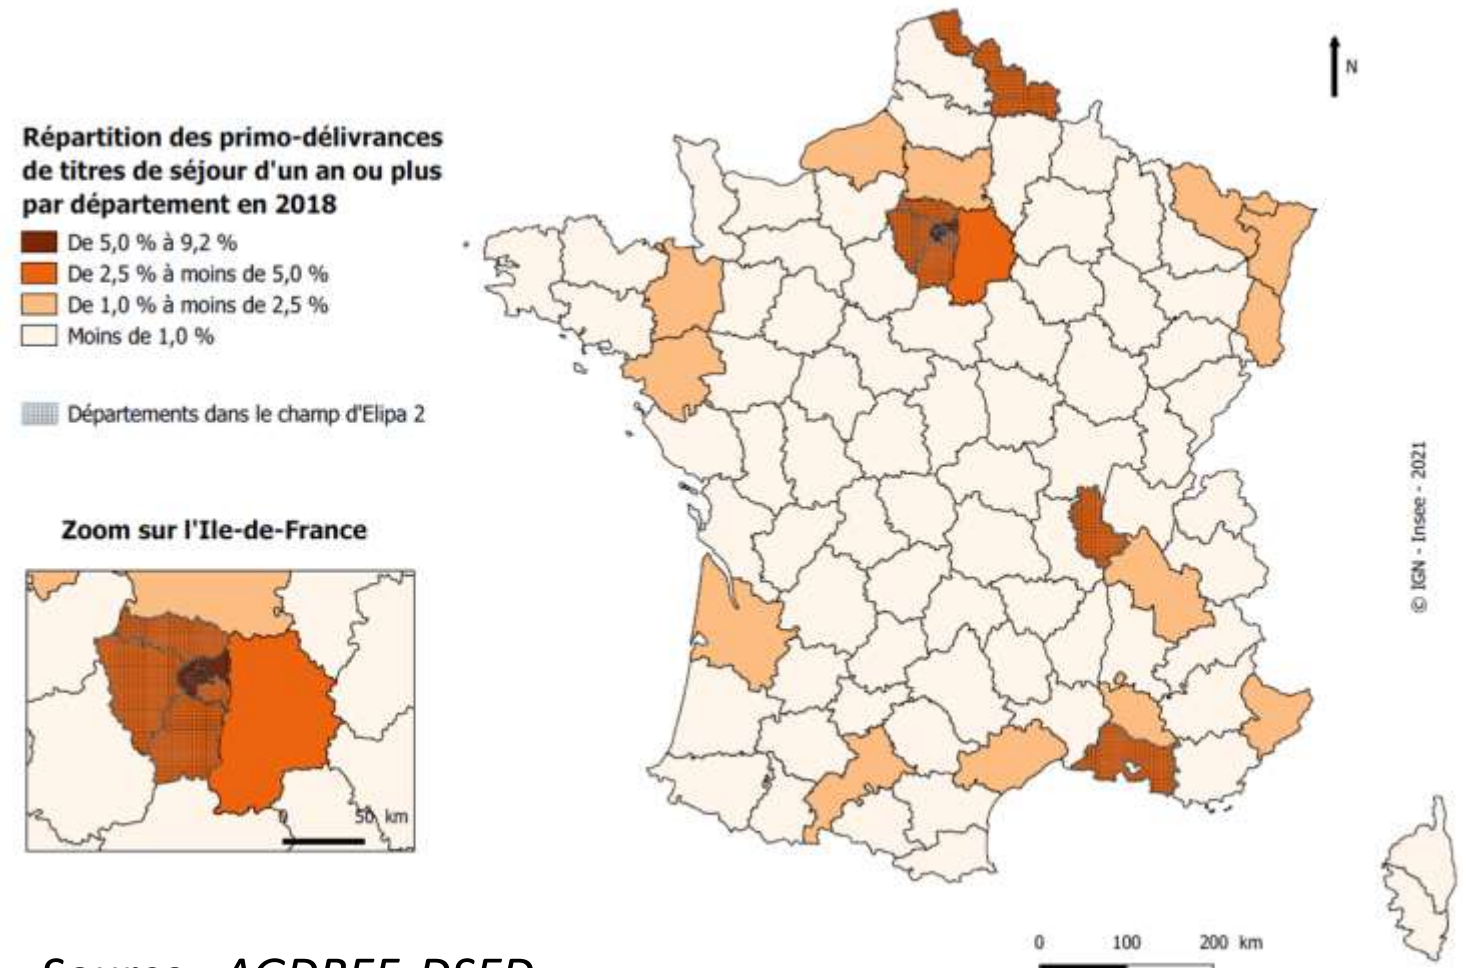 N
Répartition des primo-délivrances
de titres de séjour d'un an ou plus
par département en 2018
De 5,0 % à 9,2 %
De 2,5 % à moins de 5,0 %
De 1,0 % à moins de 2,5 %
Moins de 1,0 %
Départements dans le champ d'Elipa 2
Zoom sur l'Ile-de-France
0 50 km
© IGN - Insee - 2021
0 100 200 km